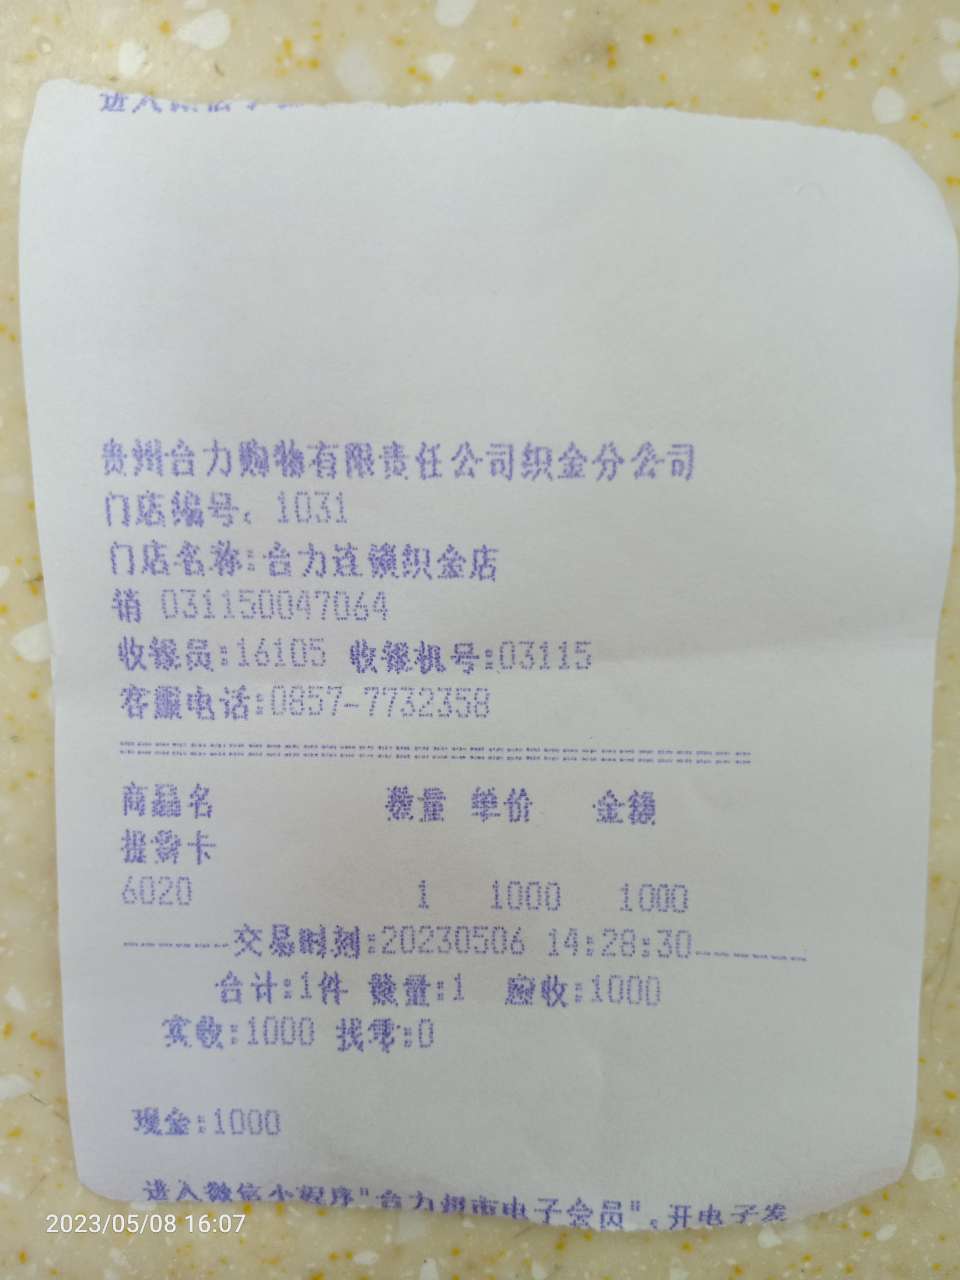 进入微信小
贵州合力购物有限责任公司织金分公司
门店编号: 1031
门店名称:合力连锁织金店
销 031150047064
收银员:16105 收银机号:03115
客服电话:0857-7732358
商品名 数量 单价 金额
提货卡
6020 1 1000 1000
交易时刻:20230506 14:28:30
合计:1件 数量:1 应收:1000
实收:1000 找零:0
现金:1000
进入微信小程序"合力超市电子会员",开电子发
2023/05/08 16:07